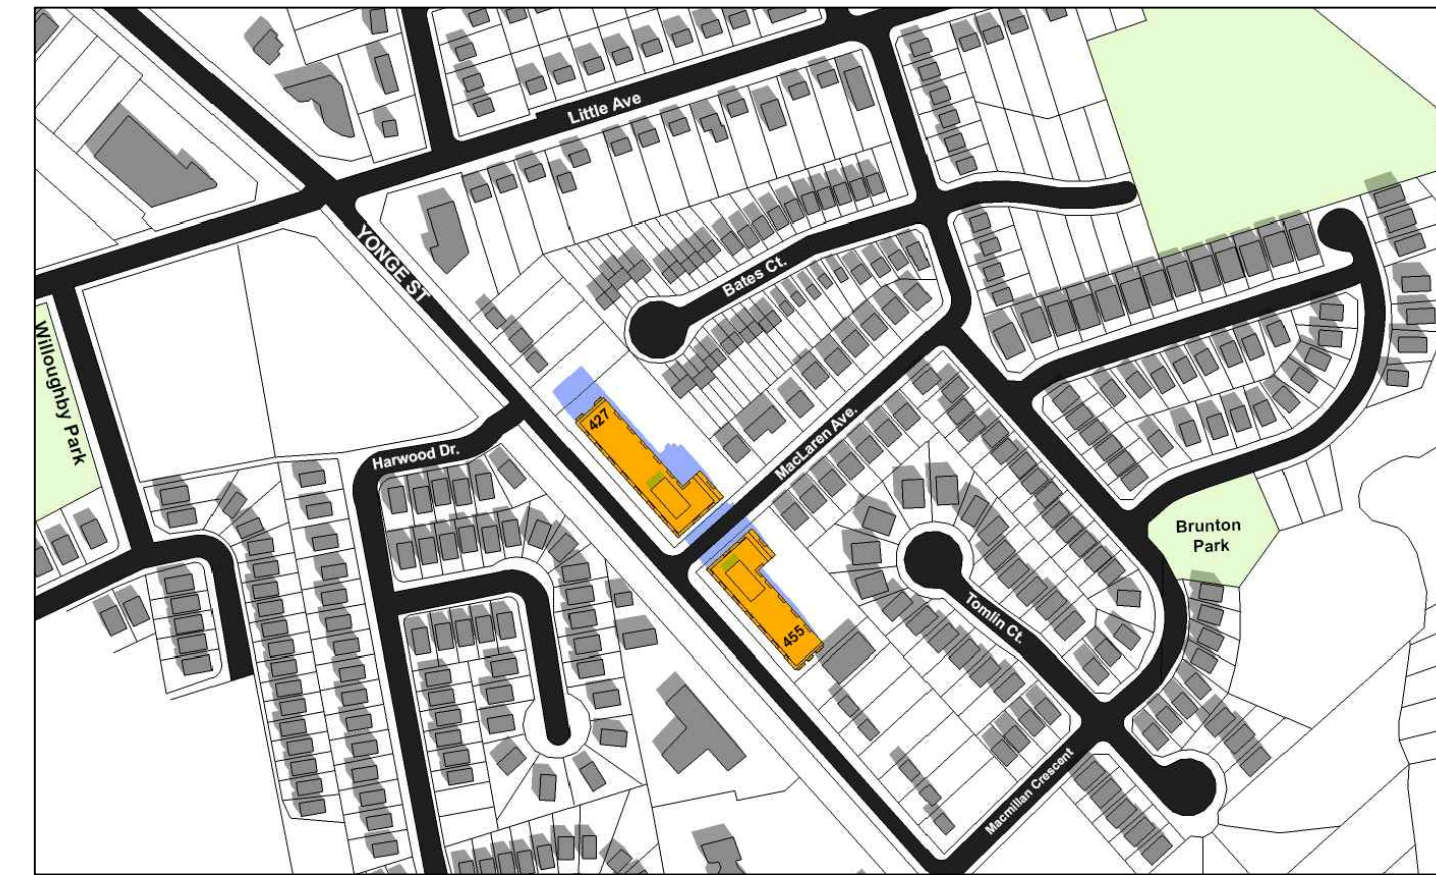 Little Ave
YONGE ST
Bates Ct.
Willoughby Park
427
MacLaren Ave.
Harwood Dr.
Brunton
Park
Tomlin Ct.
455
Macmillan Crescent